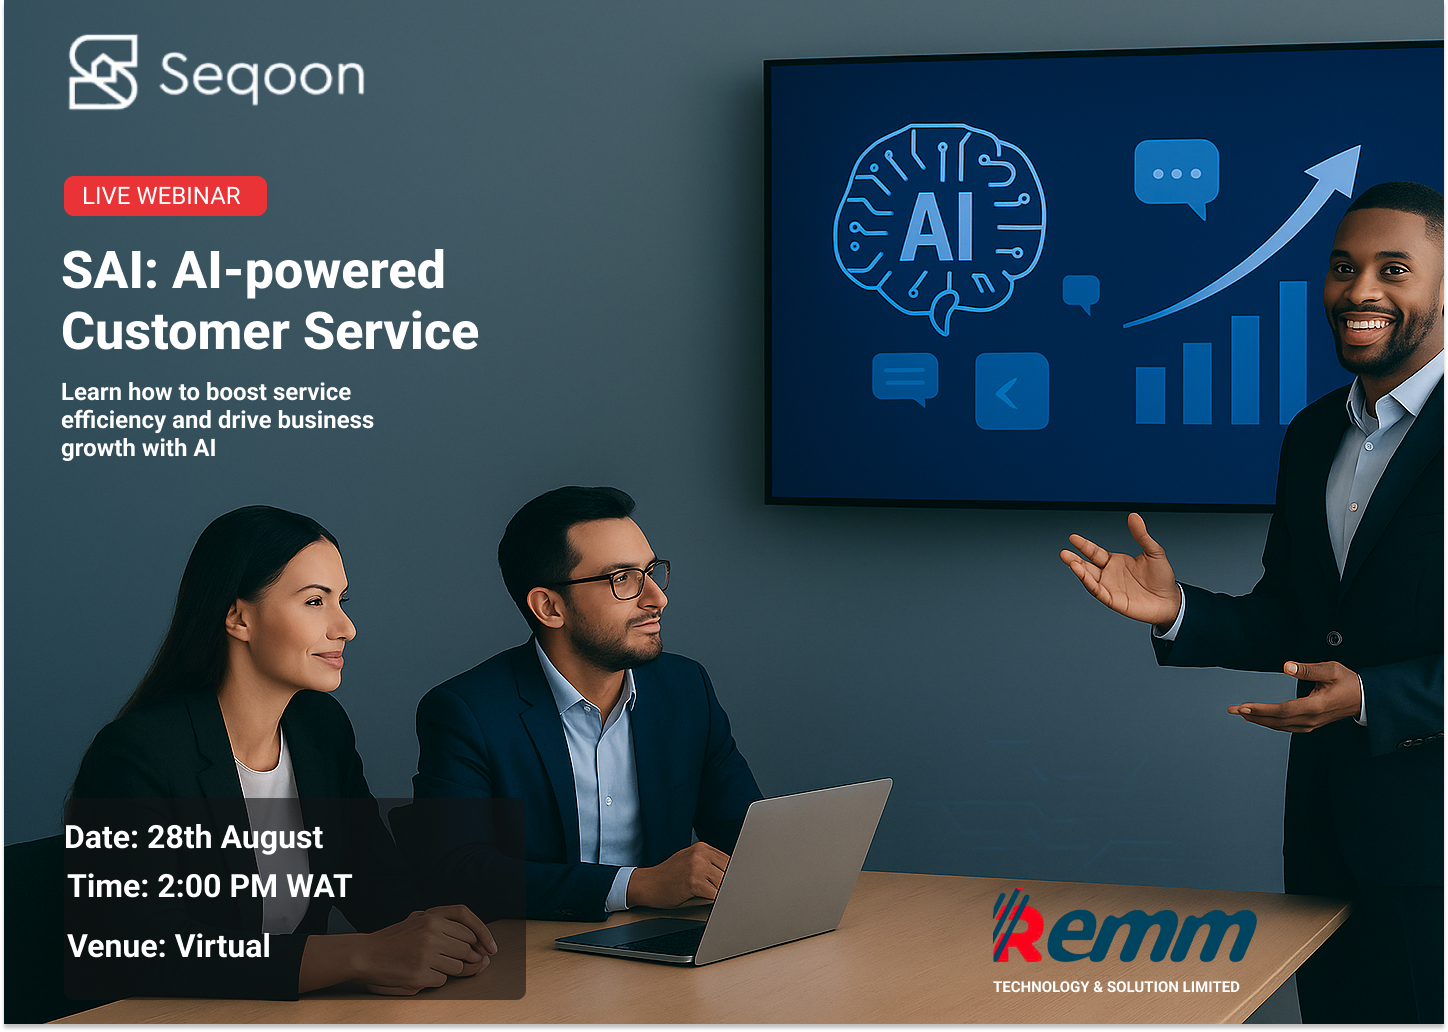 Seqoon
LIVE WEBINAR
SAI: AI-powered
Customer Service
Learn how to boost service
efficiency and drive business
growth with AI
AI
Date: 28th August
Time: 2:00 PM WAT
Venue: Virtual
Remm
TECHNOLOGY & SOLUTION LIMITED